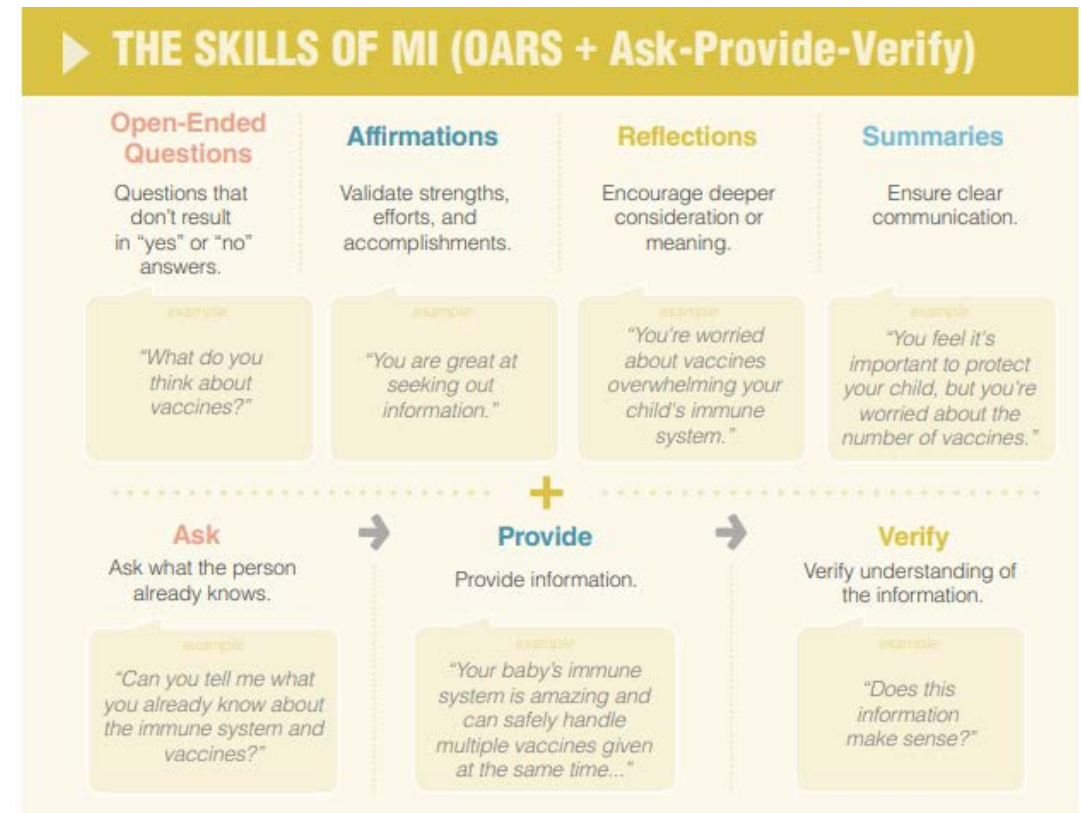 THE SKILLS OF MI (OARS + Ask-Provide-Verify)
Open-Ended
Questions
Questions that
don't result
in "yes" or "no"
answers.
example
"What do you
think about
vaccines?"
Affirmations
Validate strengths,
efforts, and
accomplishments.
example
"You are great at
seeking out
information."
Reflections
Encourage deeper
consideration or
meaning.
example
"You're worried
about vaccines
overwhelming your
child's immune
system."
Summaries
Ensure clear
communication.
example
"You feel it's
important to protect
your child, but you're
worried about the
number of vaccines."
+
Ask
Ask what the person
already knows.
example
"Can you tell me what
you already know about
the immune system and
vaccines?"
Provide
Provide information.
example
"Your baby's immune
system is amazing and
can safely handle
multiple vaccines given
at the same time..."
Verify
Verify understanding of
the information.
example
"Does this
information
make sense?"